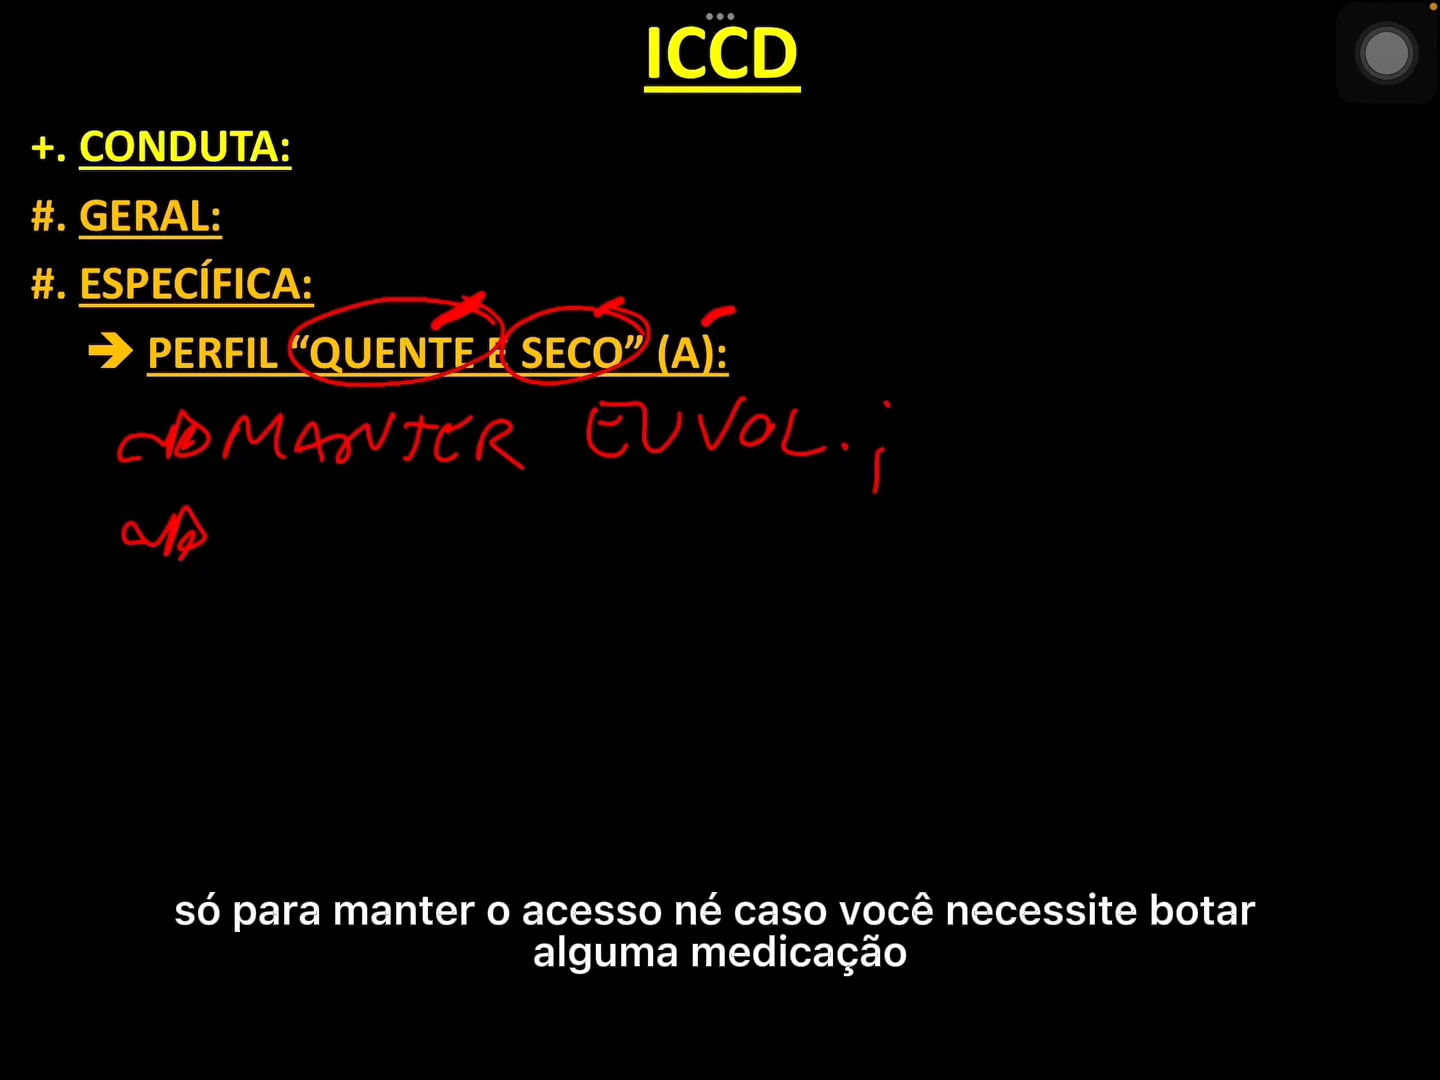 ICCD
+. CONDUTA:
#. GERAL:
#. ESPECÍFICA:
➔ PERFIL “QUENTE E SECO” (A):
MANTER EUVOL. ;
só para manter o acesso né caso você necessite botar
alguma medicação